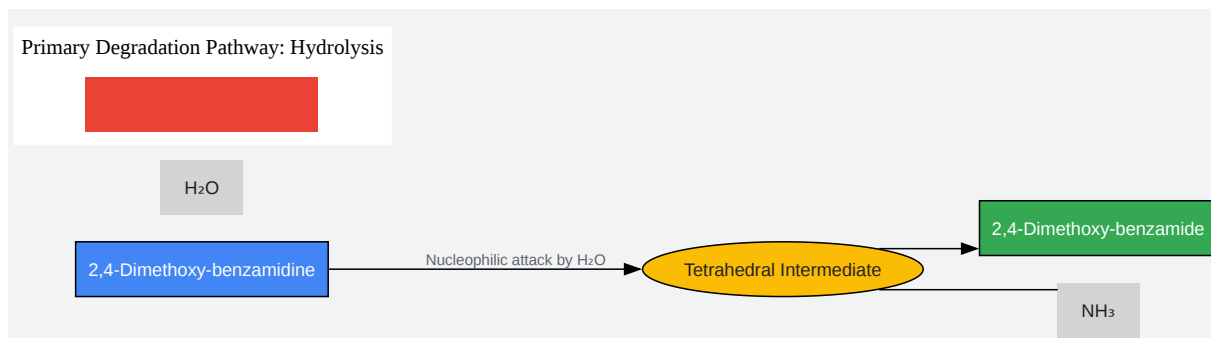 Primary Degradation Pathway: Hydrolysis
H₂O
2,4-Dimethoxy-benzamidine
Nucleophilic attack by H₂O
Tetrahedral Intermediate
2,4-Dimethoxy-benzamide
NH₃